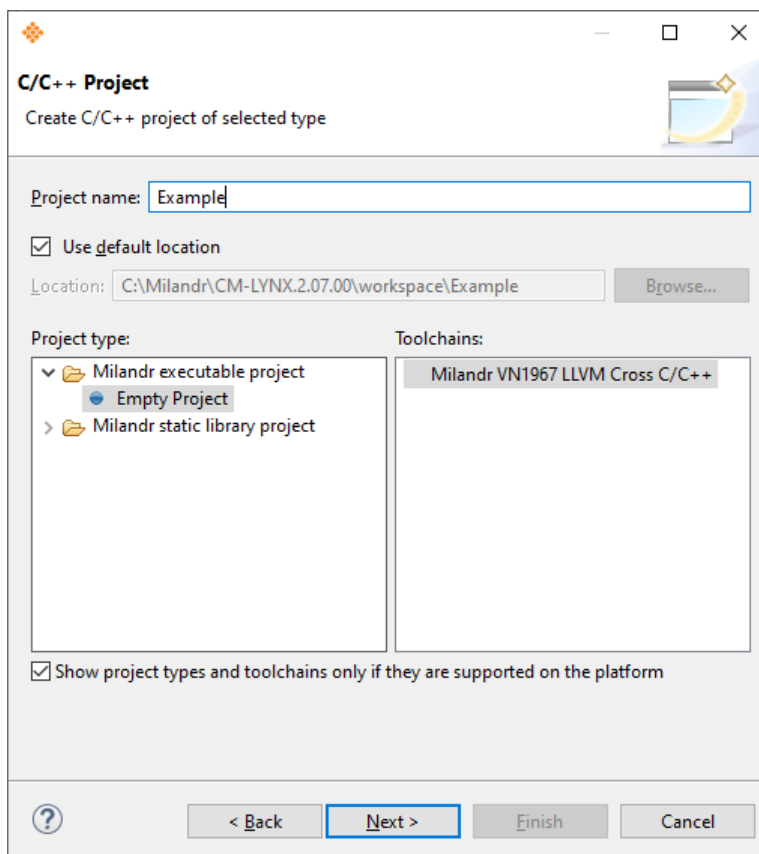 C/C++ Project
Create C/C++ project of selected type
Project name: Example
Use default location
Location: C:\Milandr\CM-LYNX.2.07.00\workspace\Example Browse...
Project type: Toolchains:
Milandr executable project Milandr VN1967 LLVM Cross C/C++
Empty Project
Milandr static library project
Show project types and toolchains only if they are supported on the platform
? < Back Next > Finish Cancel